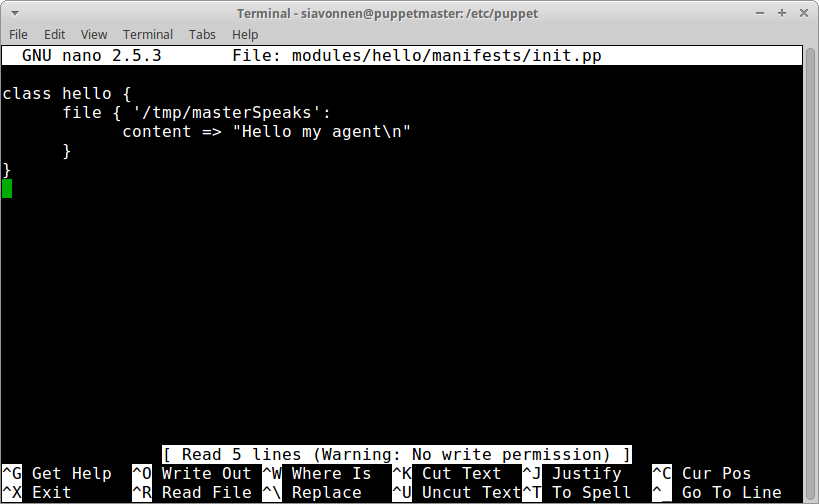 Terminal - siavonnen@puppetmaster: /etc/puppet
File Edit View Terminal Tabs Help
GNU nano 2.5.3 File: modules/hello/manifests/init.pp
class hello {
file { '/tmp/masterSpeaks':
content => "Hello my agent\n"
}
}
[ Read 5 lines (Warning: No write permission) ]
^G Get Help ^O Write Out ^W Where Is ^K Cut Text ^J Justify ^C Cur Pos
^X Exit ^R Read File ^\ Replace ^U Uncut Text^T To Spell ^_ Go To Line